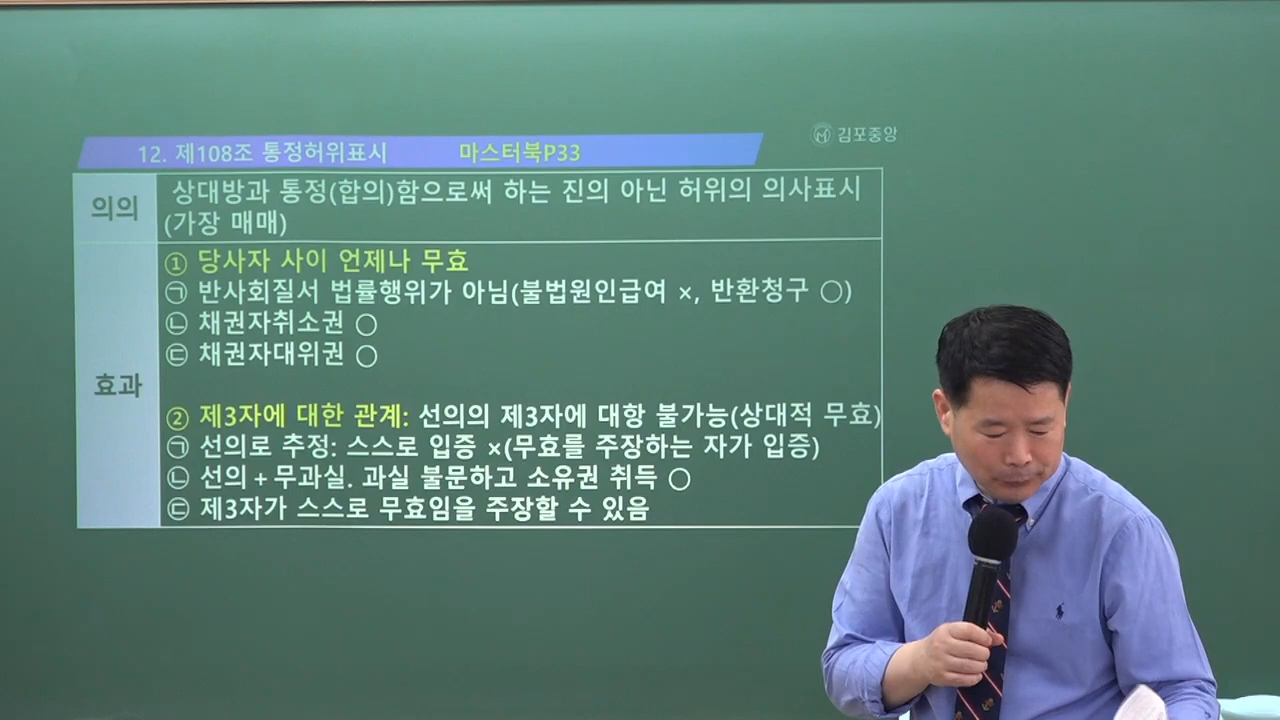 김포중앙
12. 제108조 통정허위표시 마스터북P33
의의
상대방과 통정(합의)함으로써 하는 진의 아닌 허위의 의사표시
(가장 매매)
효과
① 당사자 사이 언제나 무효
㉠ 반사회질서 법률행위가 아님(불법원인급여 ×, 반환청구 ○)
㉡ 채권자취소권 ○
㉢ 채권자대위권 ○
② 제3자에 대한 관계: 선의의 제3자에 대항 불가능(상대적 무효)
㉠ 선의로 추정: 스스로 입증 ×(무효를 주장하는 자가 입증)
㉡ 선의+무과실. 과실 불문하고 소유권 취득 ○
㉢ 제3자가 스스로 무효임을 주장할 수 있음